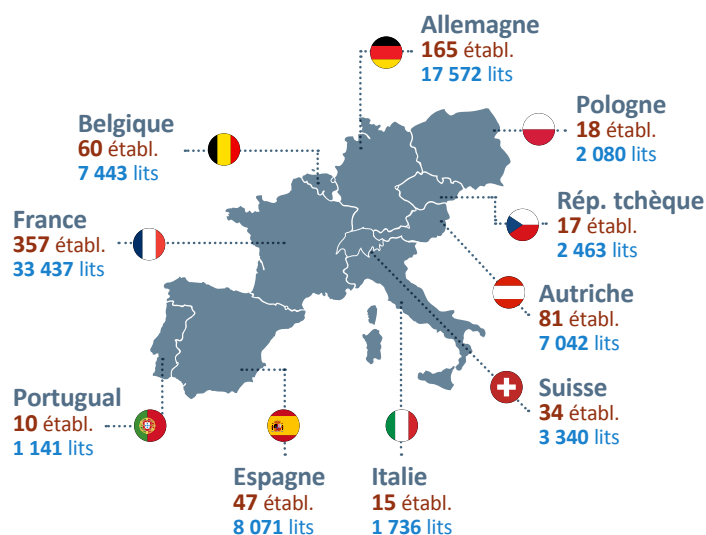 Allemagne
165 établ.
17 572 lits
Pologne
18 établ.
2 080 lits
Belgique
60 établ.
7 443 lits
Rép. tchèque
17 établ.
2 463 lits
France
357 établ.
33 437 lits
Autriche
81 établ.
7 042 lits
Suisse
34 établ.
3 340 lits
Portugual
10 établ.
1 141 lits
Espagne
47 établ.
8 071 lits
Italie
15 établ.
1 736 lits